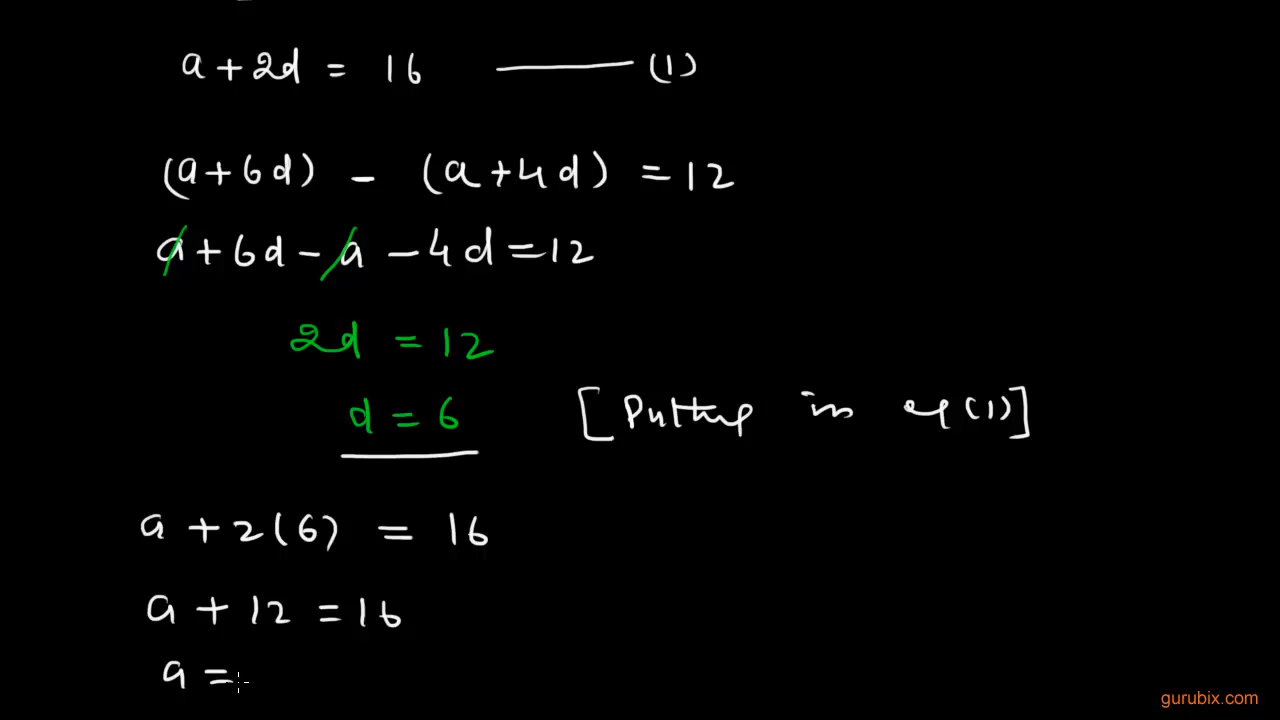 a + 2d = 16 ——— (1)
(a + 6d) - (a + 4d) = 12
a + 6d - a - 4d = 12
2d = 12
d = 6 [Putting in eq (1)]
a + 2(6) = 16
a + 12 = 16
a =
gurubix.com